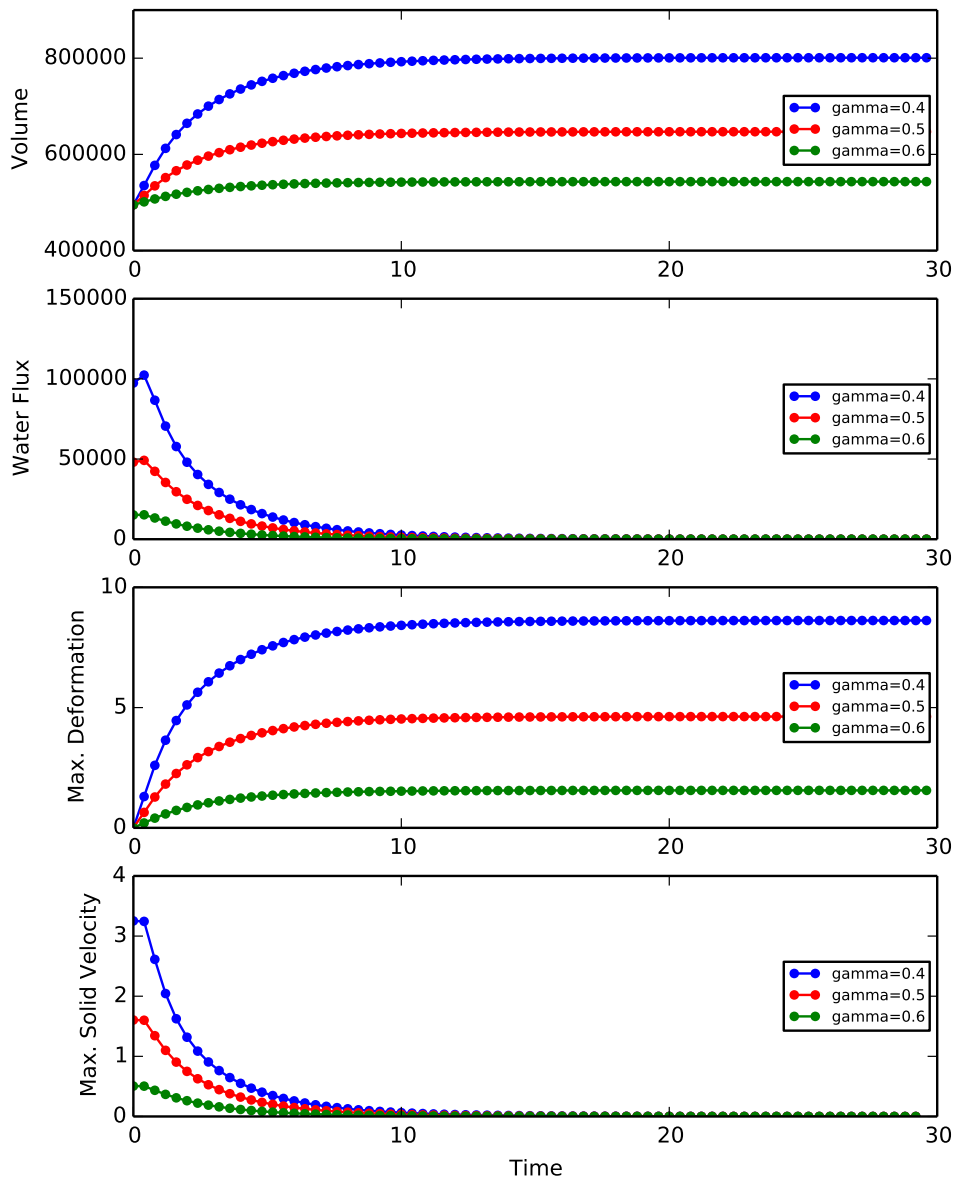 800000
600000
400000
Volume
gamma=0.4
gamma=0.5
gamma=0.6
0 10 20 30
150000
100000
50000
0
Water Flux
gamma=0.4
gamma=0.5
gamma=0.6
0 10 20 30
10
5
0
Max. Deformation
gamma=0.4
gamma=0.5
gamma=0.6
0 10 20 30
4
3
2
1
0
Max. Solid Velocity
gamma=0.4
gamma=0.5
gamma=0.6
0 10 20 30
Time